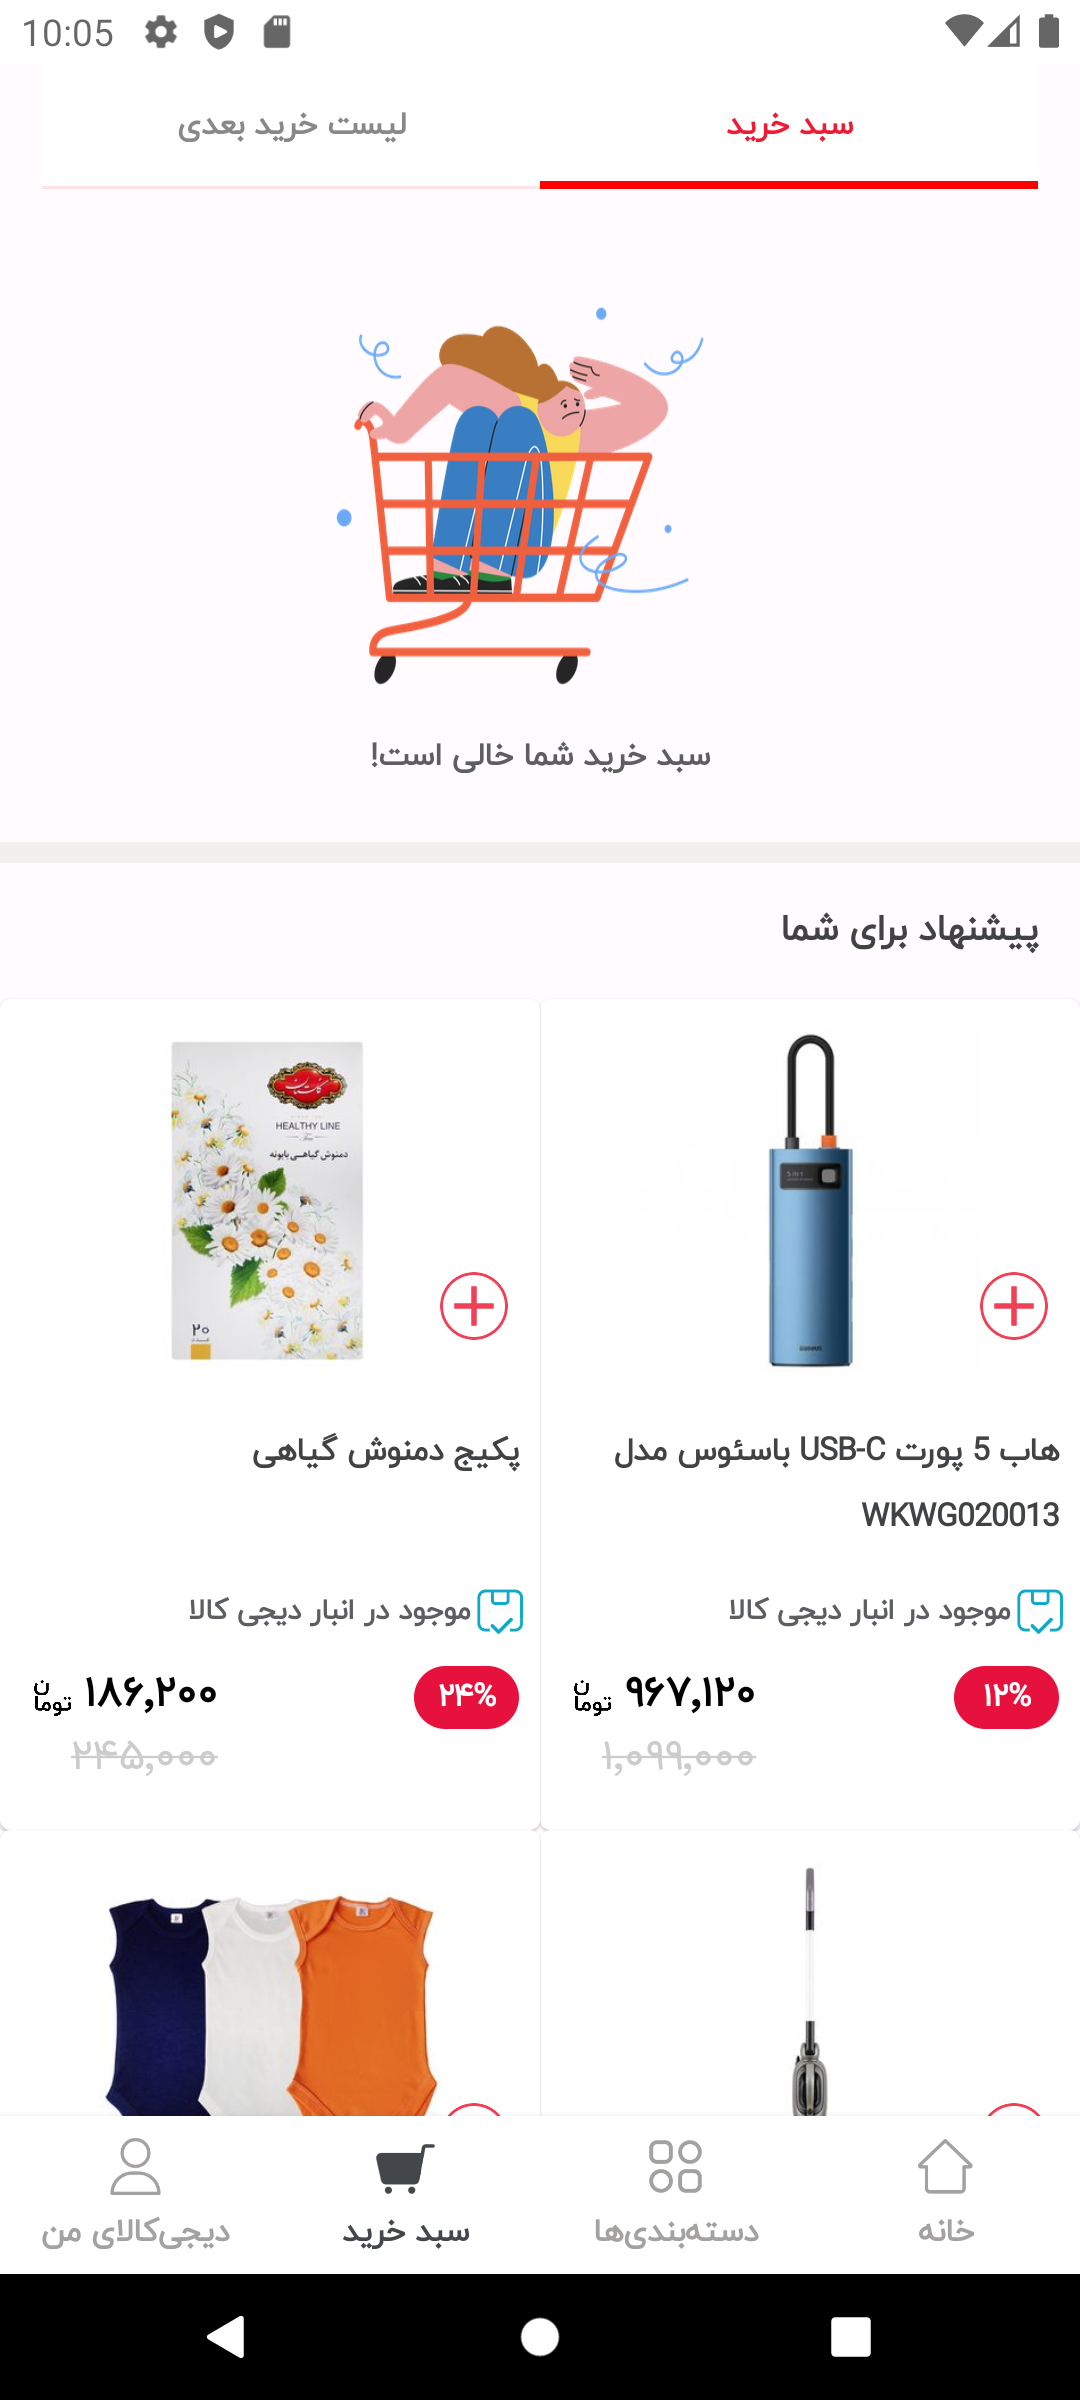 10:05
سبد خرید
لیست خرید بعدی
سبد خرید شما خالی است!
پیشنهاد برای شما
هاب 5 پورت USB-C باسئوس مدل
WKWG020013
موجود در انبار دیجی کالا
۱۲%
۹۶۷,۱۲۰ تومان
۱,۰۹۹,۰۰۰
گلستان
HEALTHY LINE
دمنوش گیاهی بابونه
۲۰
پکیج دمنوش گیاهی
موجود در انبار دیجی کالا
۲۴%
۱۸۶,۲۰۰ تومان
۲۴۵,۰۰۰
خانه
دسته‌بندی‌ها
سبد خرید
دیجی‌کالای من